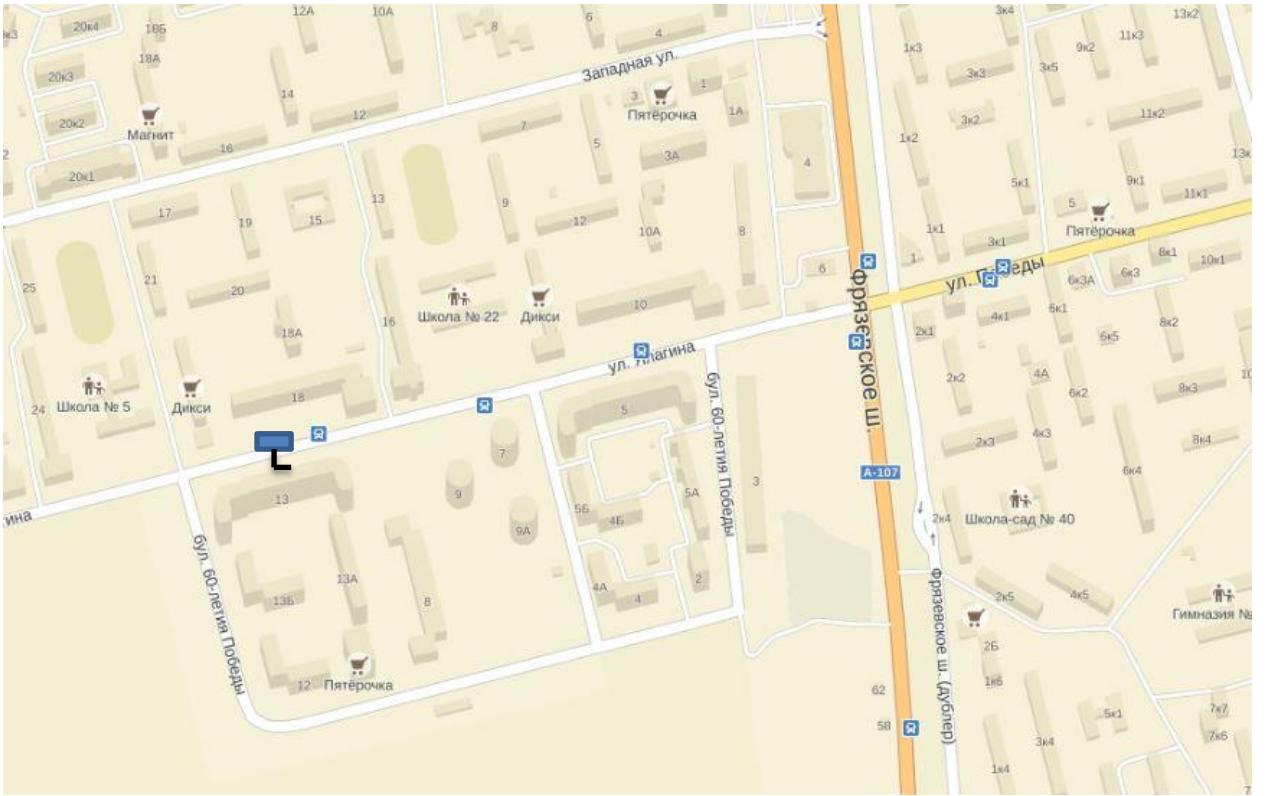 20к4
18Б
12А
10А
8
6
4
3к4
13к2
11к3
9к2
1к3
3к5
3к3
20к3
18А
14
Западная ул.
1
3
1А
Пятёрочка
12
7
5
20к2
Магнит
16
3А
4
1к2
3к2
11к2
20к1
5к1
9к1
11к1
17
19
15
13
9
12
10А
8
5
Пятёрочка
1к1
3к1
1
21
25
20
6
8к1
10к1
6к3
6к3А
ул. Победы
Школа № 22
Дикси
10
16
18А
Фрязевское ш.
4к1
6к1
8к2
2к1
6к5
ул.
2к2
4А
6к2
8к3
Школа № 5
Дикси
24
18
5
бул. 60-летия Победы
7
2к3
4к3
8к4
6к4
А-107
3
9
13
5А
5Б
4Б
9А
2к4
Школа-сад № 40
бул. 60-летия Победы
13А
13Б
8
4А
4
2
2к5
4к5
Гимназия №
Фрязевское ш. (дублер)
2Б
1к6
12
Пятёрочка
62
58
5к1
7к7
7к6
3к4
1к4